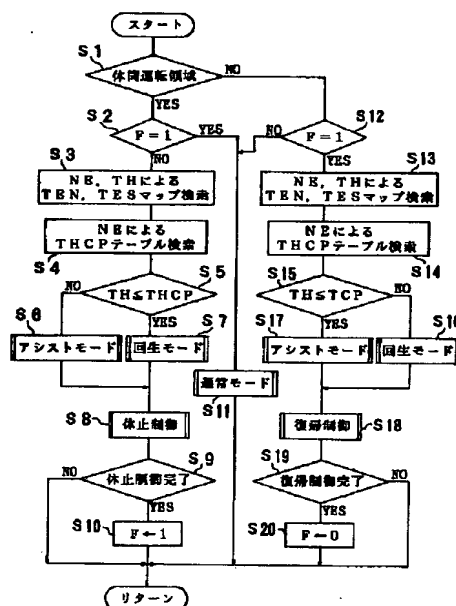 スタート
S1
休筒運転領域
NO
YES
S2
F=1
YES
NO
S12
F=1
NO
YES
S3
NE, THによる
TEN, TESマップ検索
S13
NE, THによる
TEN, TESマップ検索
S4
NEによる
THCPテーブル検索
S14
NEによる
THCPテーブル検索
S5
TH≦THCP
NO
YES
S15
TH≦TCP
NO
YES
S6
アシストモード
S7
回生モード
S17
アシストモード
S16
回生モード
通常モード
S11
S8
休止制御
復帰制御
S18
S9
休止制御完了
NO
YES
S19
復帰制御完了
NO
YES
S10
F←1
S20
F←0
リターン